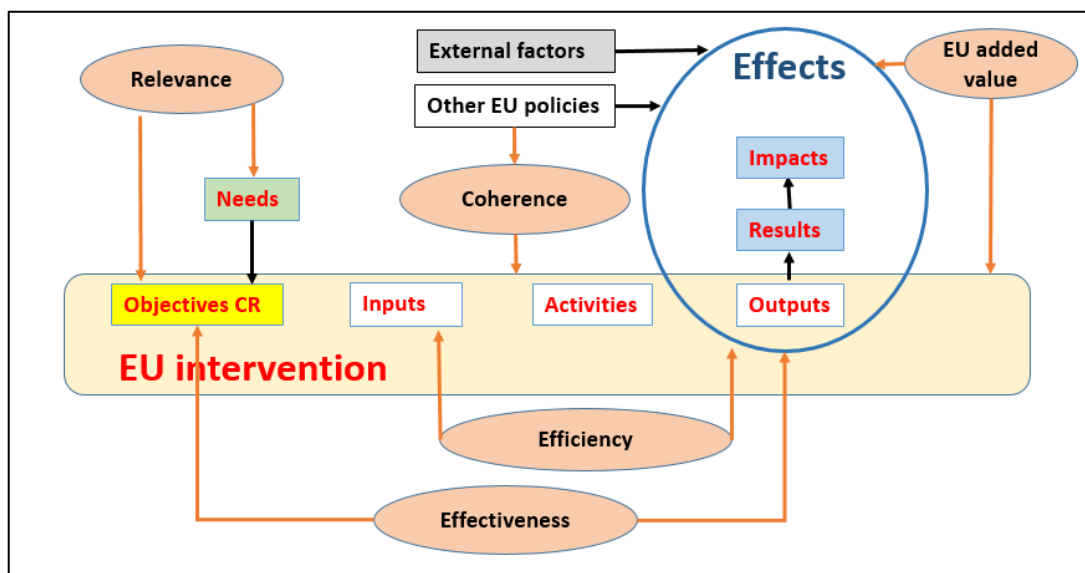 External factors
Effects
EU added
value
Relevance
Other EU policies
Impacts
Needs
Coherence
Results
Objectives CR
Inputs
Activities
Outputs
EU intervention
Efficiency
Effectiveness